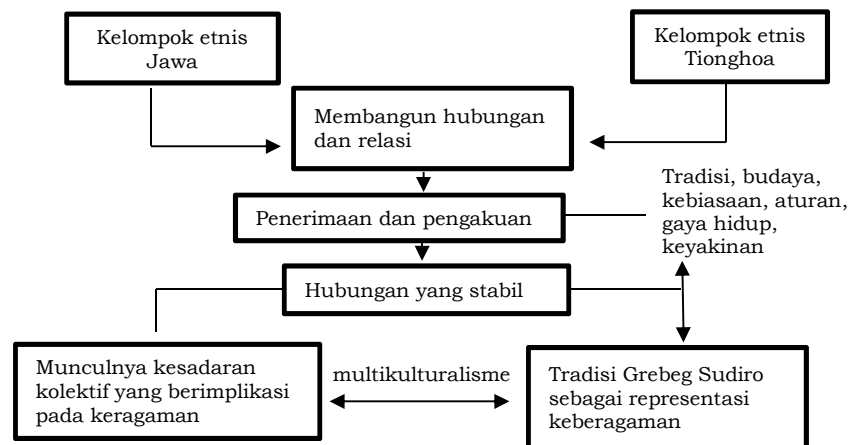 Kelompok etnis
Jawa
Kelompok etnis
Tionghoa
Membangun hubungan
dan relasi
Penerimaan dan pengakuan
Tradisi, budaya,
kebiasaan, aturan,
gaya hidup,
keyakinan
Hubungan yang stabil
Munculnya kesadaran
kolektif yang berimplikasi
pada keragaman
multikulturalisme
Tradisi Grebeg Sudiro
sebagai representasi
keberagaman